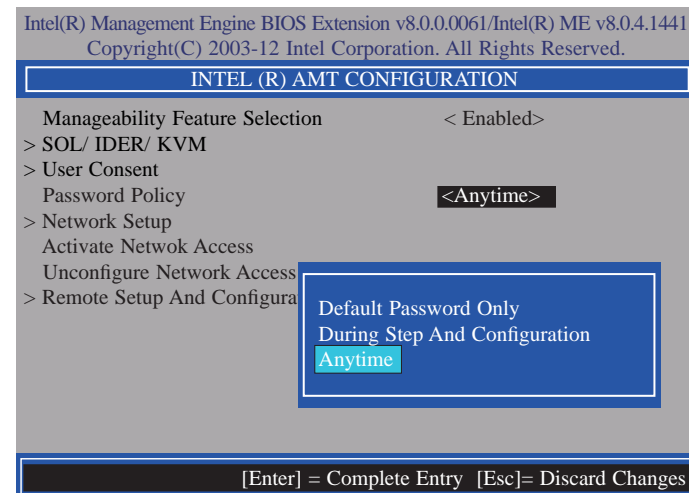 Intel(R) Management Engine BIOS Extension v8.0.0.0061/Intel(R) ME v8.0.4.1441
Copyright(C) 2003-12 Intel Corporation. All Rights Reserved.
INTEL (R) AMT CONFIGURATION
Manageability Feature Selection < Enabled>
> SOL/ IDER/ KVM
> User Consent
Password Policy <Anytime>
> Network Setup
Activate Netwok Access
Unconfigure Network Access
> Remote Setup And Configura
Default Password Only
During Step And Configuration
Anytime
[Enter] = Complete Entry [Esc]= Discard Changes